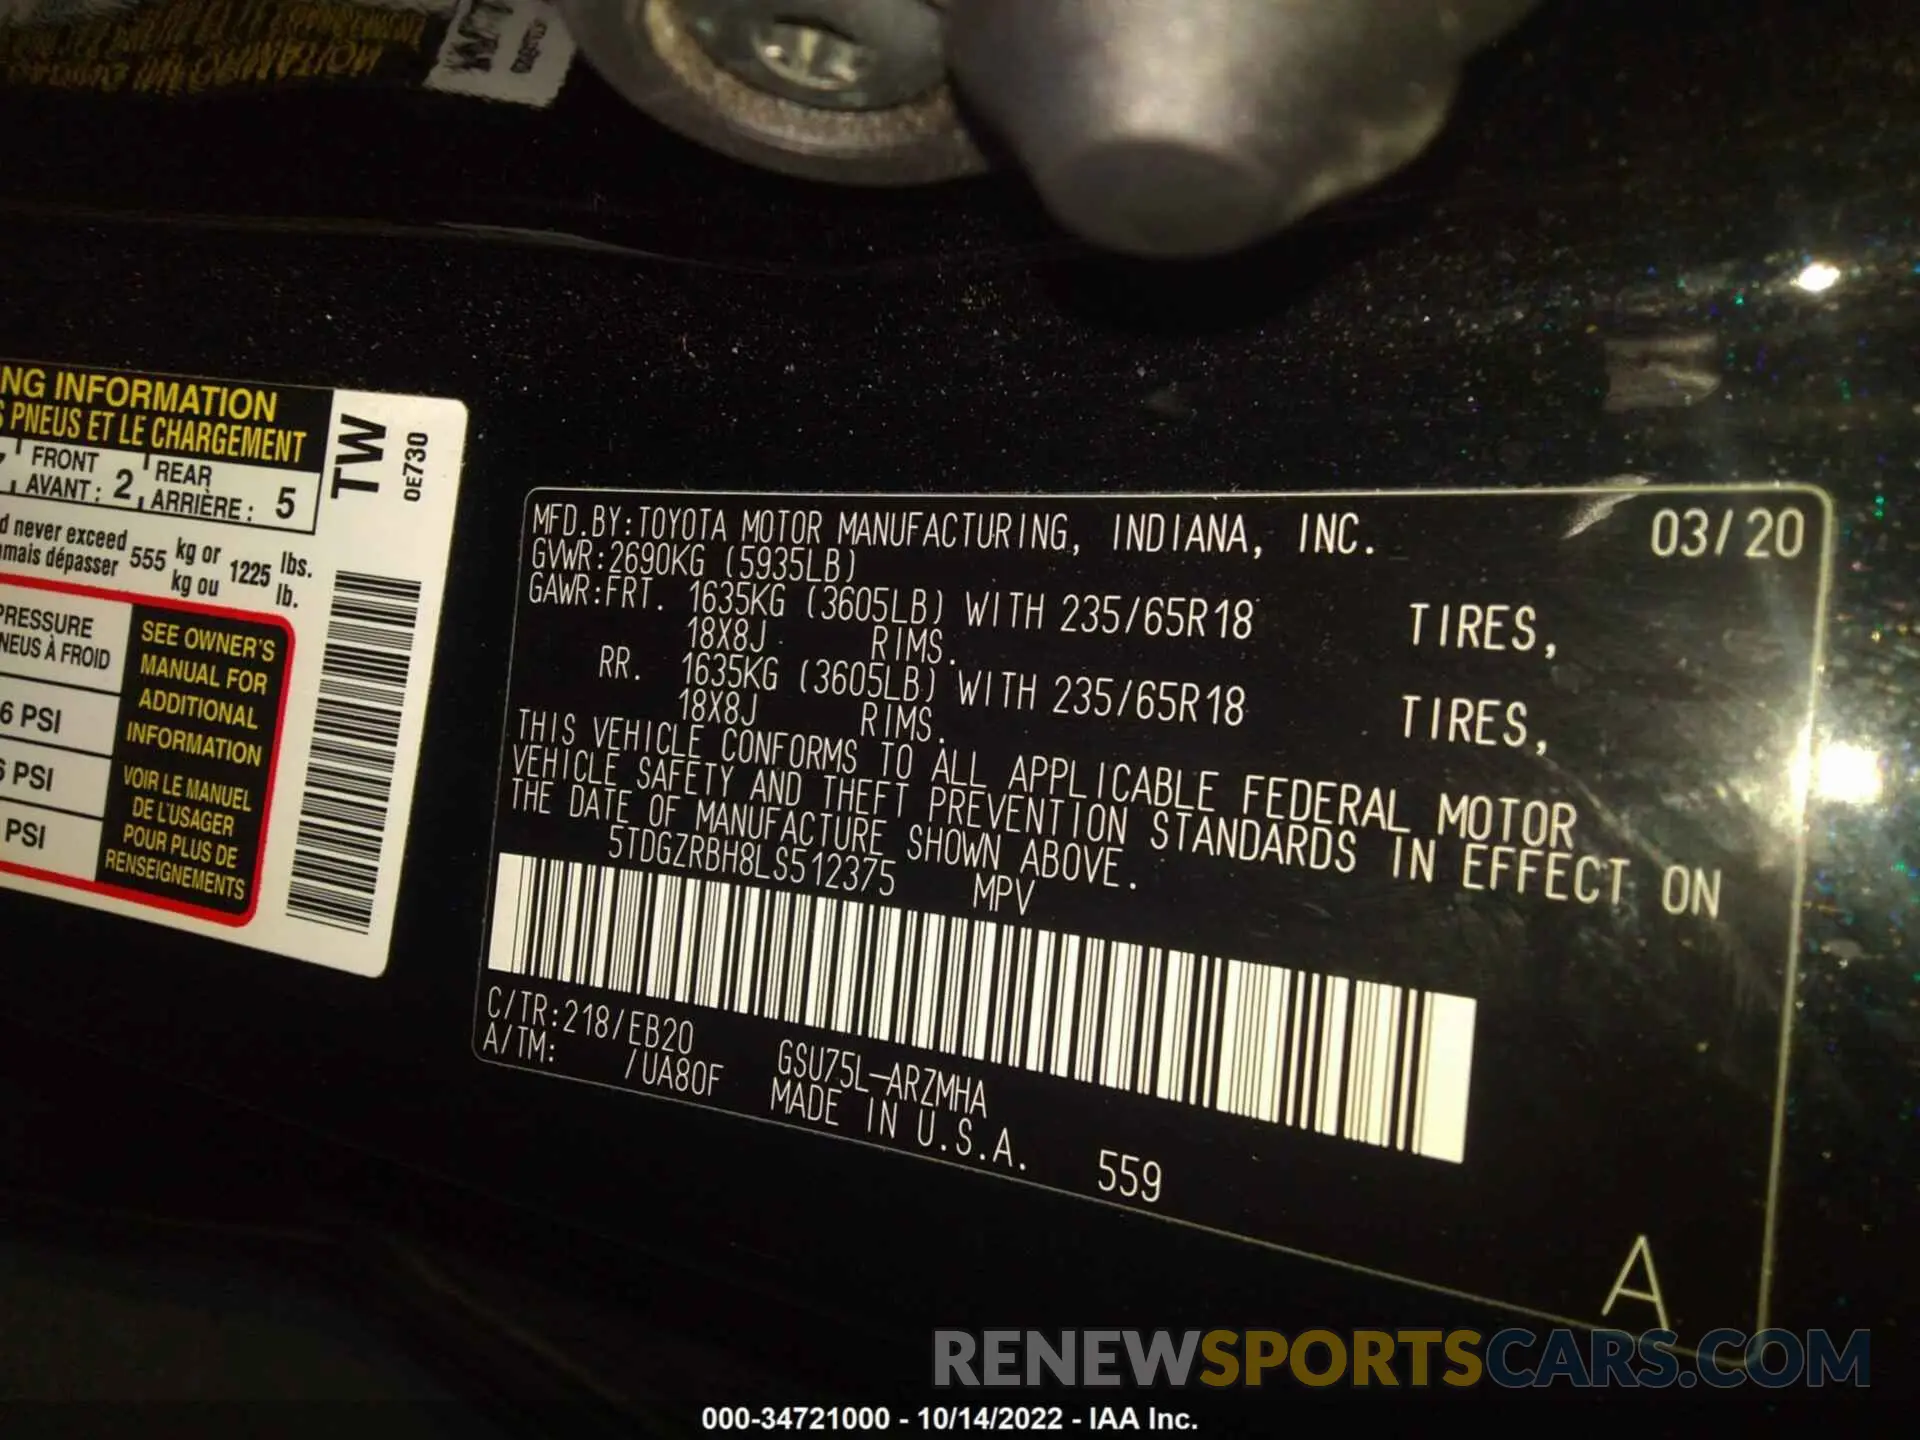 NG INFORMATION
S PNEUS ET LE CHARGEMENT
FRONT
AVANT : 2
REAR
ARRIÈRE : 5
TW
0E730
d never exceed
amais dépasser 555 kg or 1225 lbs.
kg ou lb.
PRESSURE
NEUS À FROID
6 PSI
6 PSI
PSI
SEE OWNER'S
MANUAL FOR
ADDITIONAL
INFORMATION
VOIR LE MANUEL
DE L'USAGER
POUR PLUS DE
RENSEIGNEMENTS
MFD.BY:TOYOTA MOTOR MANUFACTURING, INDIANA, INC. 03/20
GVWR:2690KG (5935LB)
GAWR:FRT. 1635KG (3605LB) WITH 235/65R18 TIRES,
18X8J RIMS.
RR. 1635KG (3605LB) WITH 235/65R18 TIRES,
18X8J RIMS.
THIS VEHICLE CONFORMS TO ALL APPLICABLE FEDERAL MOTOR
VEHICLE SAFETY AND THEFT PREVENTION STANDARDS IN EFFECT ON
THE DATE OF MANUFACTURE SHOWN ABOVE.
5TDGZRBH8LS512375 MPV
C/TR:218/EB20 GSU75L-ARZMHA
A/TM: /UA80F MADE IN U.S.A. 559
A
RENEWSPORTSCARS.COM
000-34721000 - 10/14/2022 - IAA Inc.